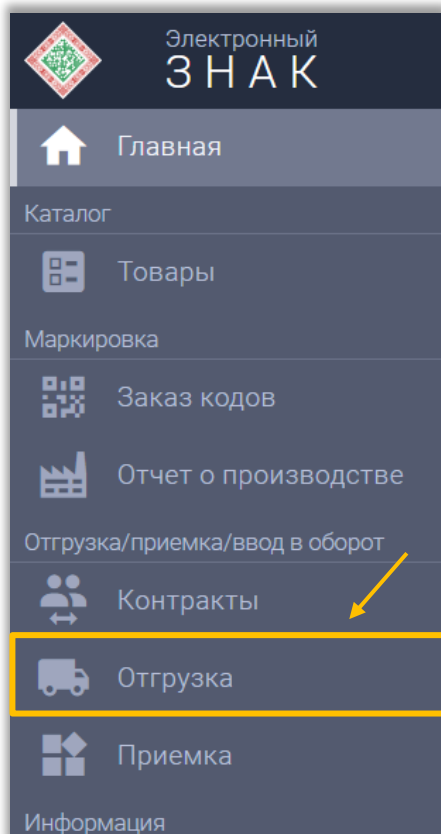 Электронный
ЗНАК
Главная
Каталог
Товары
Маркировка
Заказ кодов
Отчет о производстве
Отгрузка/приемка/ввод в оборот
Контракты
Отгрузка
Приемка
Информация